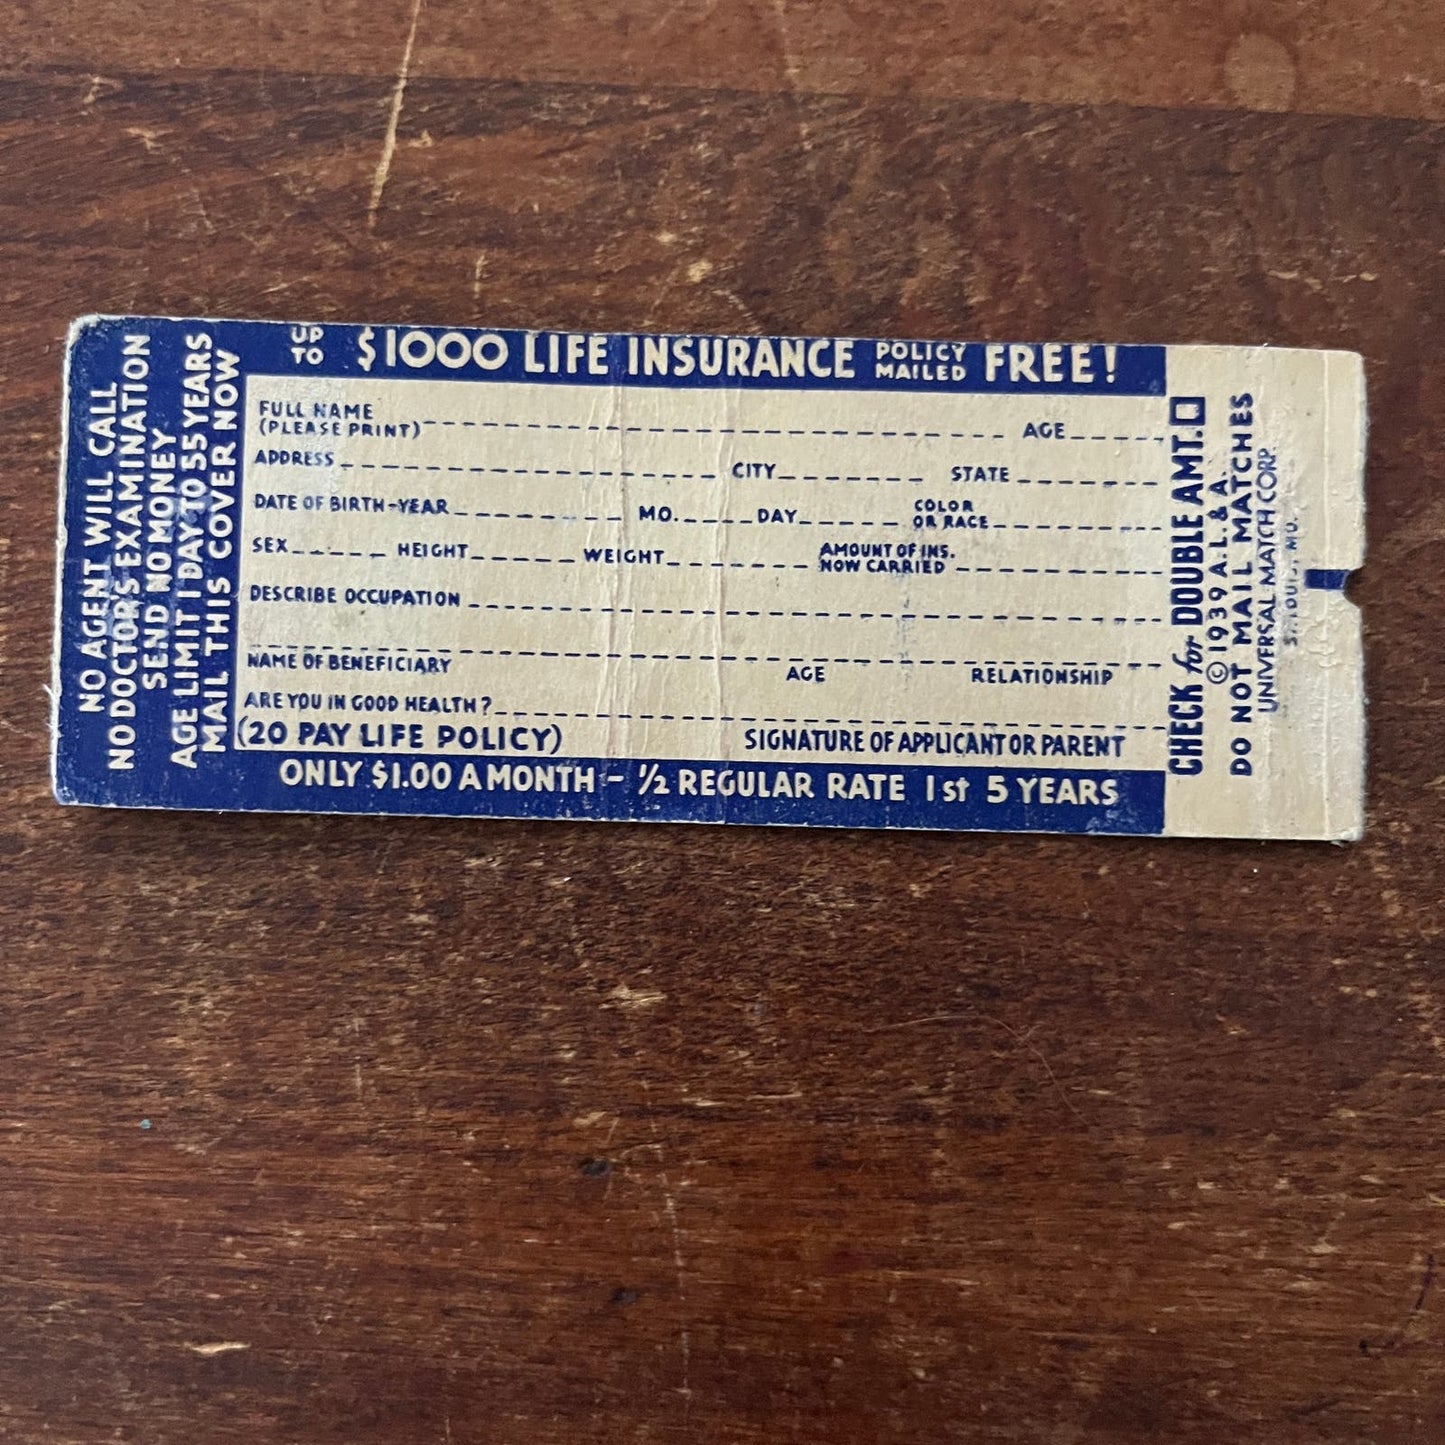 UP TO $1000 LIFE INSURANCE POLICY MAILED FREE!
NO AGENT WILL CALL
NO DOCTOR'S EXAMINATION
SEND NO MONEY
AGE LIMIT 1 DAY TO 55 YEARS
MAIL THIS COVER NOW
FULL NAME
(PLEASE PRINT) AGE
ADDRESS CITY STATE
DATE OF BIRTH-YEAR MO. DAY COLOR OR RACE
SEX HEIGHT WEIGHT AMOUNT OF INS. NOW CARRIED
DESCRIBE OCCUPATION
NAME OF BENEFICIARY AGE RELATIONSHIP
ARE YOU IN GOOD HEALTH?
(20 PAY LIFE POLICY) SIGNATURE OF APPLICANT OR PARENT
ONLY $1.00 A MONTH - ½ REGULAR RATE 1st 5 YEARS
CHECK for DOUBLE AMT.
© 1939 A.L. & A.
DO NOT MAIL MATCHES
UNIVERSAL MATCH CORP.
ST. LOUIS, MO.